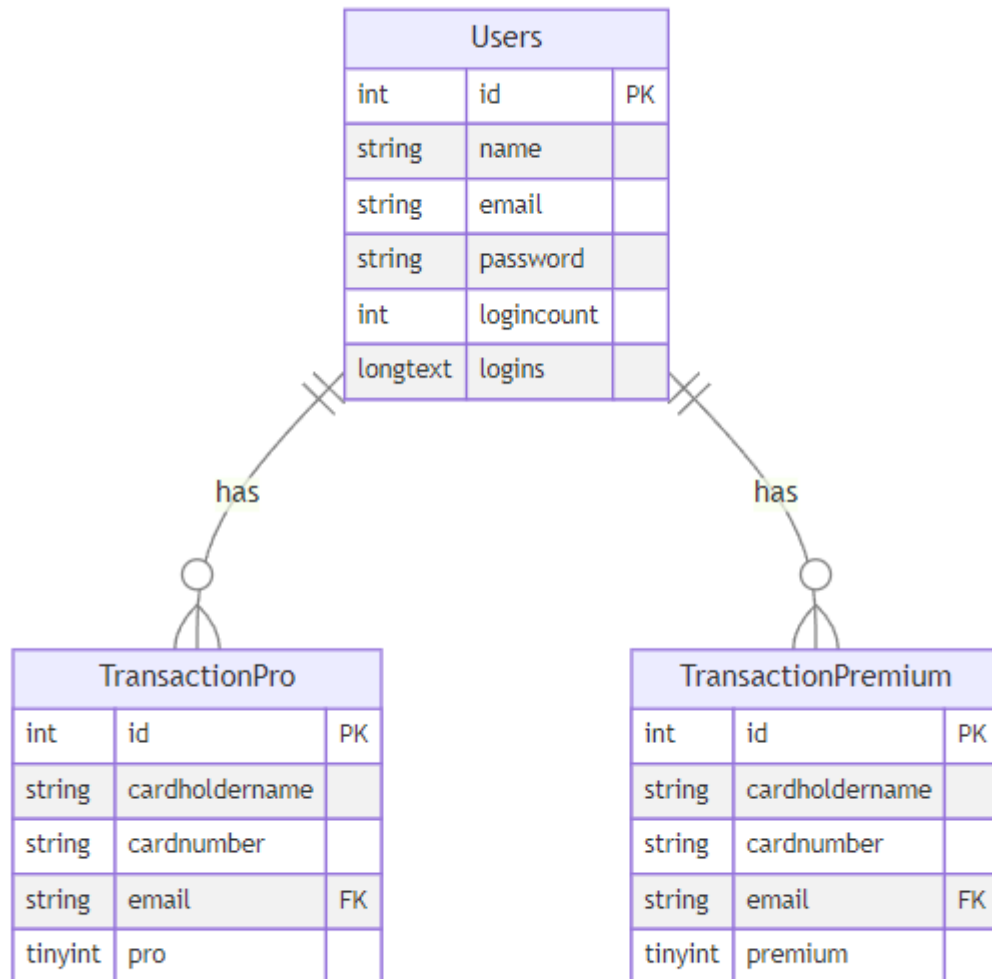 Users
int id PK
string name
string email
string password
int logincount
longtext logins
has has
TransactionPro
int id PK
string cardholdername
string cardnumber
string email FK
tinyint pro
TransactionPremium
int id PK
string cardholdername
string cardnumber
string email FK
tinyint premium